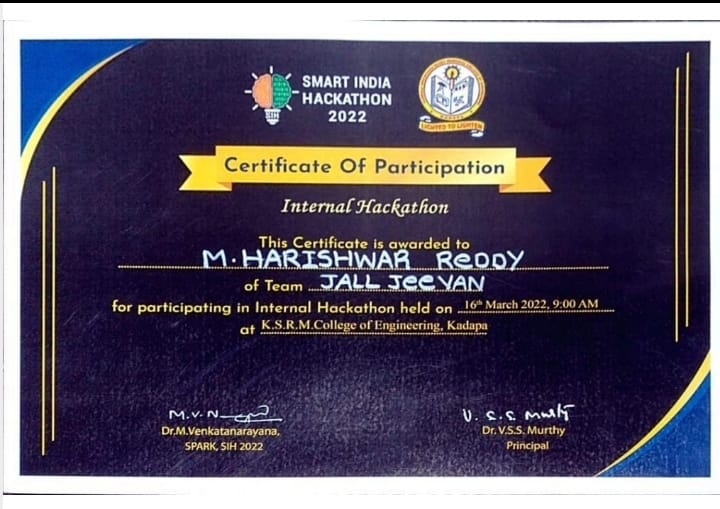 SMART INDIA
HACKATHON
2022
SIH
LIGHTED TO LIGHTEN
Certificate Of Participation
Internal Hackathon
This Certificate is awarded to
M. HARISHWAR REDDY
of Team JALL JEEVAN
for participating in Internal Hackathon held on 16th March 2022, 9:00 AM
at K.S.R.M.College of Engineering, Kadapa
M.V.N
V. S.S. Murty
Dr.M.Venkatanarayana,
SPARK, SIH 2022
Dr.V.S.S. Murthy
Principal